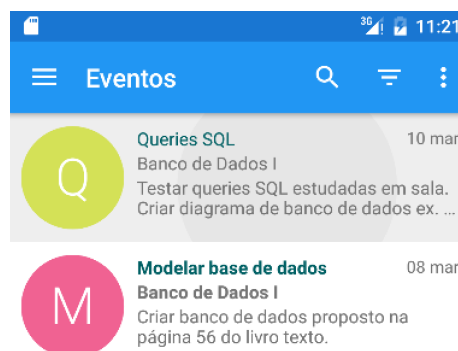 3G 11:21
Eventos
Q
Queries SQL 10 mar
Banco de Dados I
Testar queries SQL estudadas em sala.
Criar diagrama de banco de dados ex. ...
M
Modelar base de dados 08 mar
Banco de Dados I
Criar banco de dados proposto na
página 56 do livro texto.